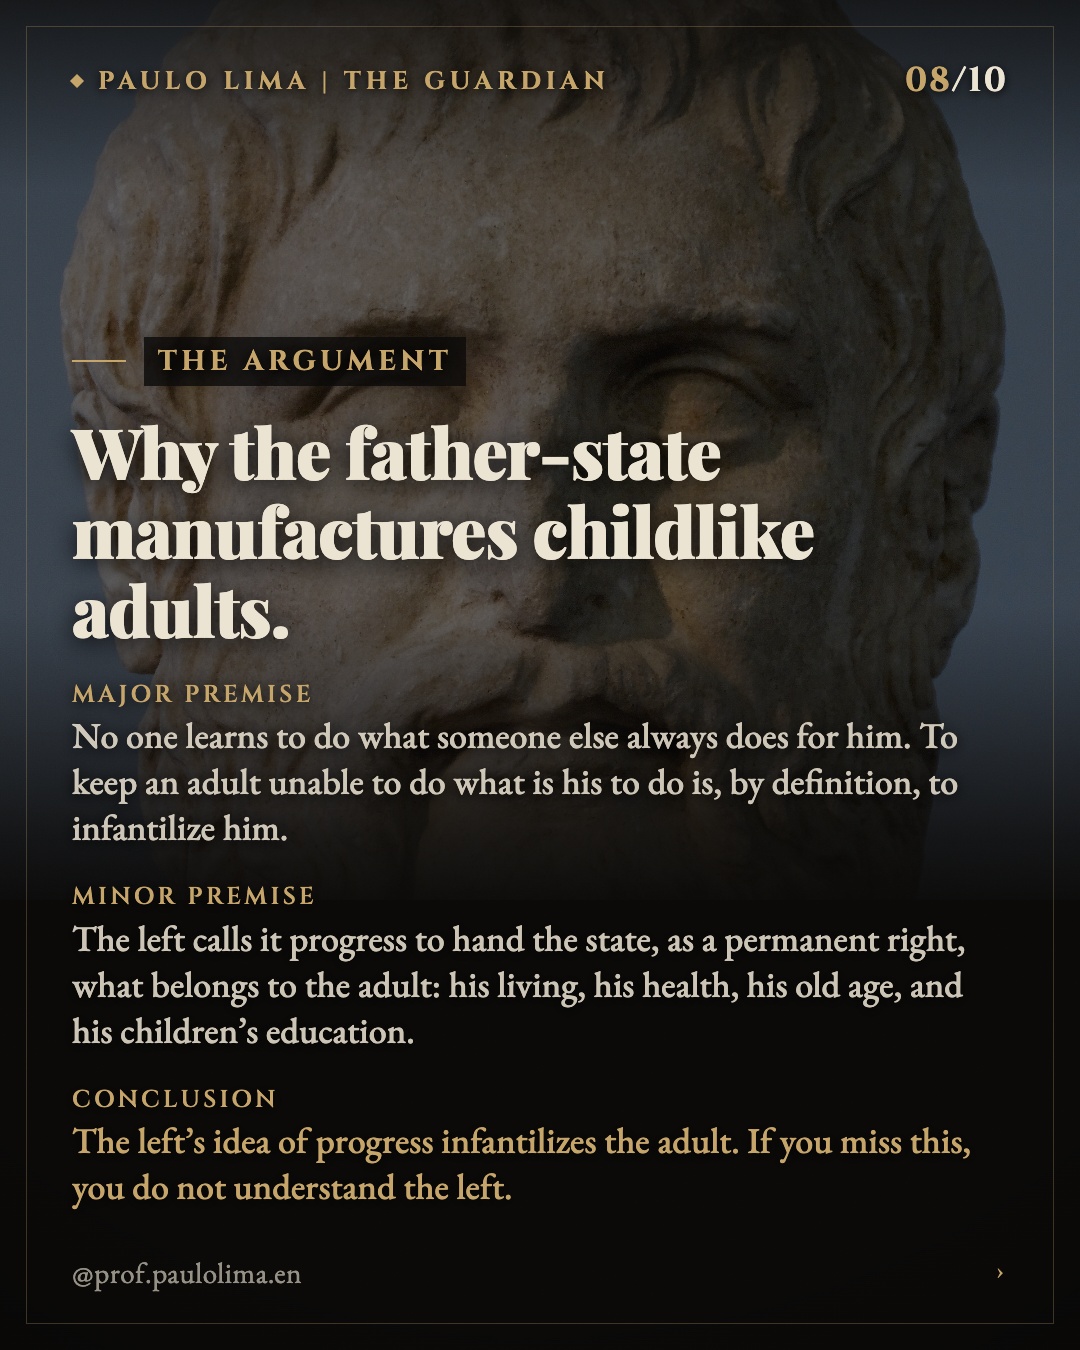 ◆ PAULO LIMA | THE GUARDIAN
08/10
THE ARGUMENT
Why the father-state
manufactures childlike
adults.
MAJOR PREMISE
No one learns to do what someone else always does for him. To
keep an adult unable to do what is his to do is, by definition, to
infantilize him.
MINOR PREMISE
The left calls it progress to hand the state, as a permanent right,
what belongs to the adult: his living, his health, his old age, and
his children’s education.
CONCLUSION
The left’s idea of progress infantilizes the adult. If you miss this,
you do not understand the left.
@prof.paulolima.en
›